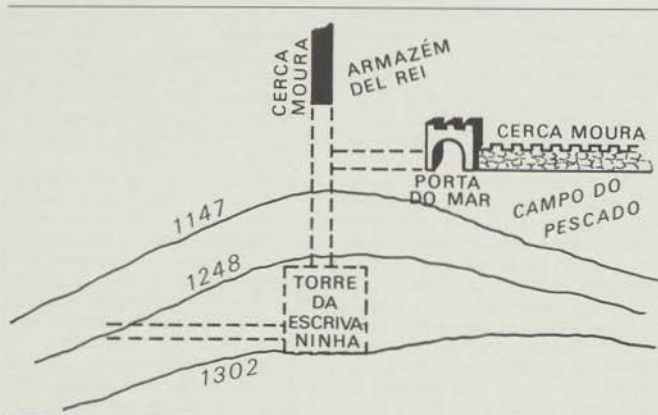 CERCA
MOURA
ARMAZÉM
DEL REI
CERCA MOURA
PORTA
DO MAR
CAMPO DO
PESCADO
1147
1248
TORRE
DA
ESCRIVA-
NINHA
1302